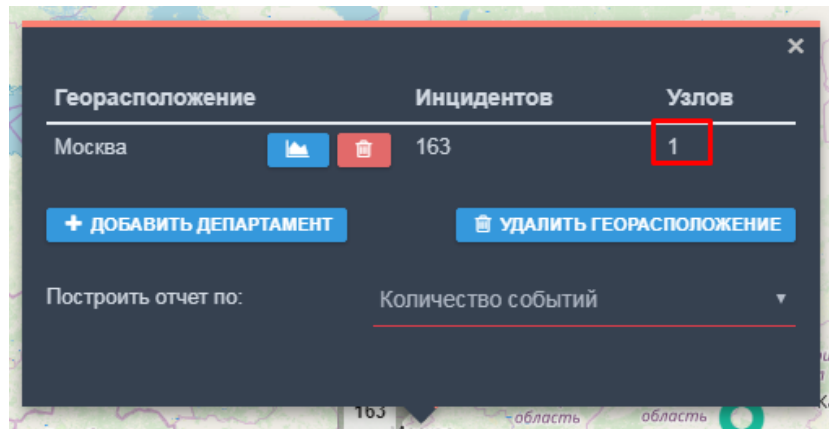 ×
Георасположение Инцидентов Узлов
Москва 163 1
+ ДОБАВИТЬ ДЕПАРТАМЕНТ УДАЛИТЬ ГЕОРАСПОЛОЖЕНИЕ
Построить отчет по: Количество событий
163
область область